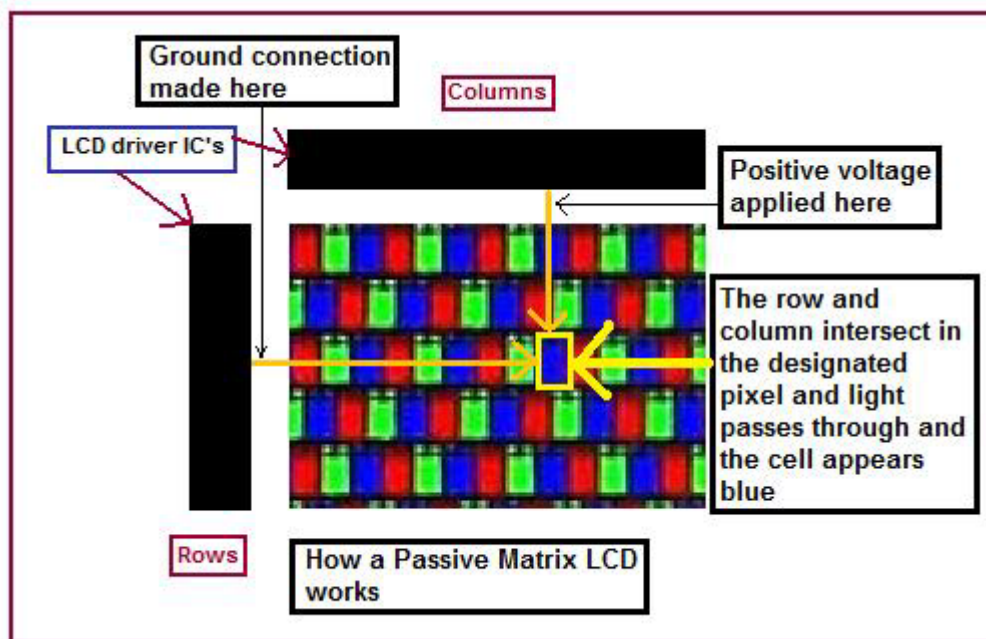 Ground connection
made here
Columns
LCD driver IC's
Positive voltage
applied here
The row and
column intersect in
the designated
pixel and light
passes through and
the cell appears
blue
Rows
How a Passive Matrix LCD
works